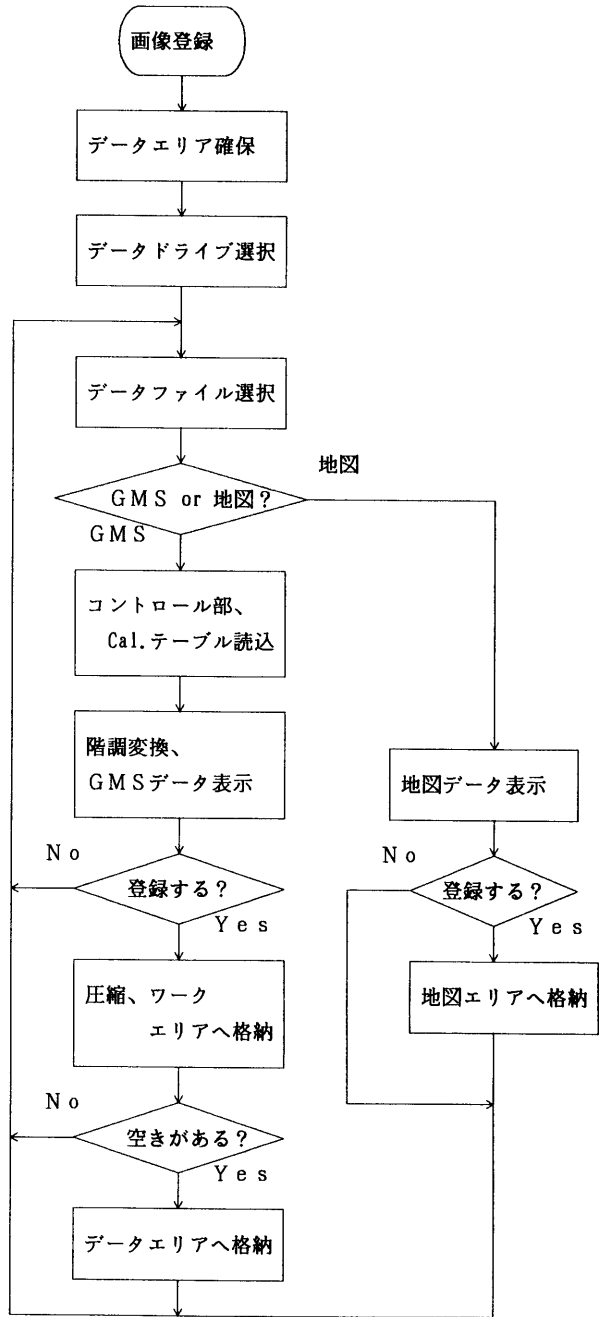 画像登録
データエリア確保
データドライブ選択
データファイル選択
地図
GMS or 地図?
GMS
コントロール部、
Cal.テーブル読込
階調変換、
GMSデータ表示
地図データ表示
No
登録する?
Yes
No
登録する?
Yes
圧縮、ワーク
エリアへ格納
地図エリアへ格納
No
空きがある?
Yes
データエリアへ格納